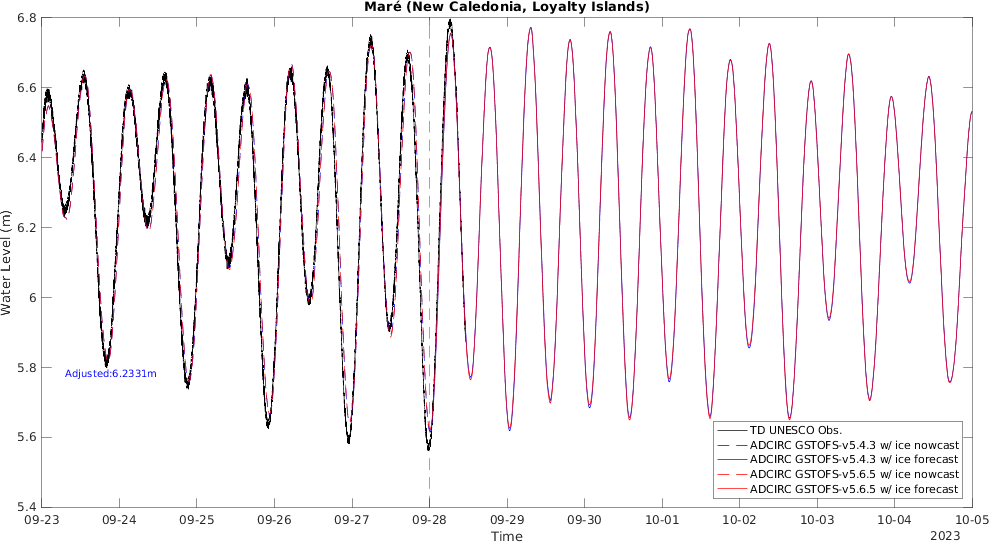 Maré (New Caledonia, Loyalty Islands)
6.8
6.6
6.4
6.2
6
5.8
5.6
5.4
Water Level (m)
Adjusted:6.2331m
TD UNESCO Obs.
ADCIRC GSTOFS-v5.4.3 w/ ice nowcast
ADCIRC GSTOFS-v5.4.3 w/ ice forecast
ADCIRC GSTOFS-v5.6.5 w/ ice nowcast
ADCIRC GSTOFS-v5.6.5 w/ ice forecast
09-23 09-24 09-25 09-26 09-27 09-28 09-29 09-30 10-01 10-02 10-03 10-04 10-05
Time
2023